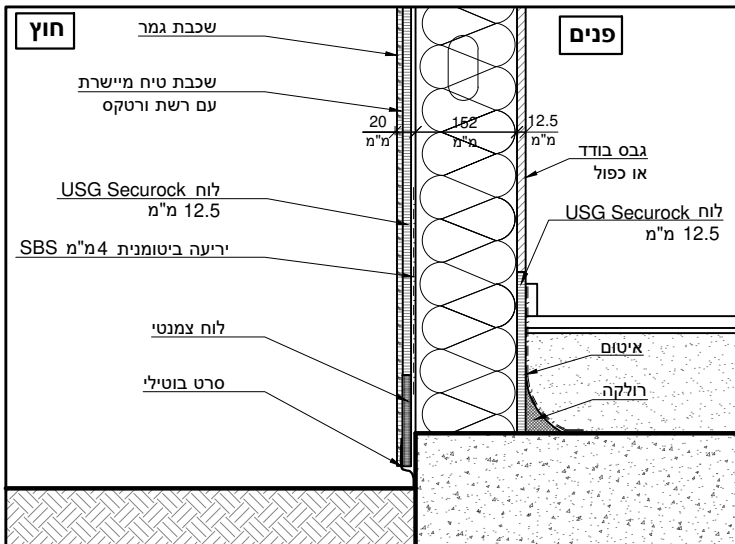 חוץ
שכבת גמר
שכבת טיח מיישרת
עם רשת ורטקס
לוח USG Securock
12.5 מ"מ
יריעה ביטומנית 4מ"מ SBS
לוח צמנטי
סרט בוטילי
20
מ"מ
152
מ"מ
12.5
מ"מ
פנים
גבס בודד
או כפול
לוח USG Securock
12.5 מ"מ
איטום
רולקה